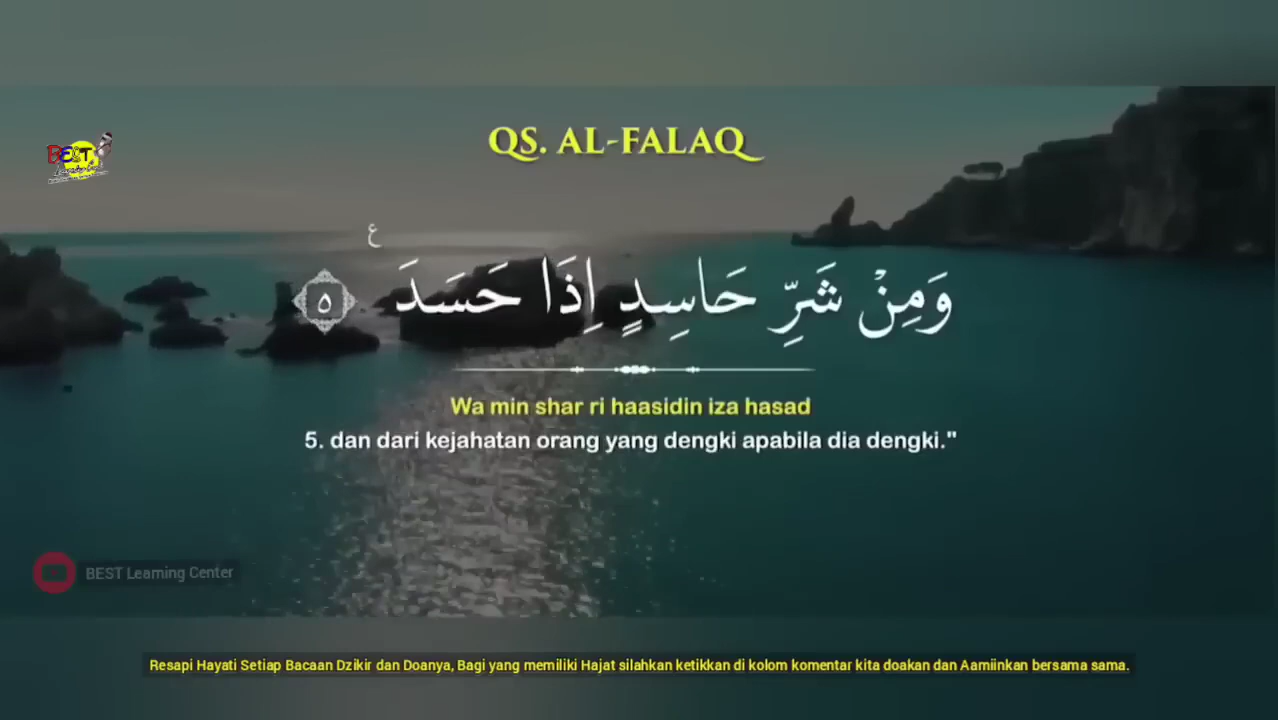 QS. AL-FALAQ
BEST
ع
وَمِنْ شَرِّ حَاسِدٍ اِذَا حَسَدَ ۝٥
Wa min shar ri haasidin iza hasad
5. dan dari kejahatan orang yang dengki apabila dia dengki."
BEST Learning Center
Resapi Hayati Setiap Bacaan Dzikir dan Doanya, Bagi yang memiliki Hajat silahkan ketikkan di kolom komentar kita doakan dan Aamiinkan bersama sama.